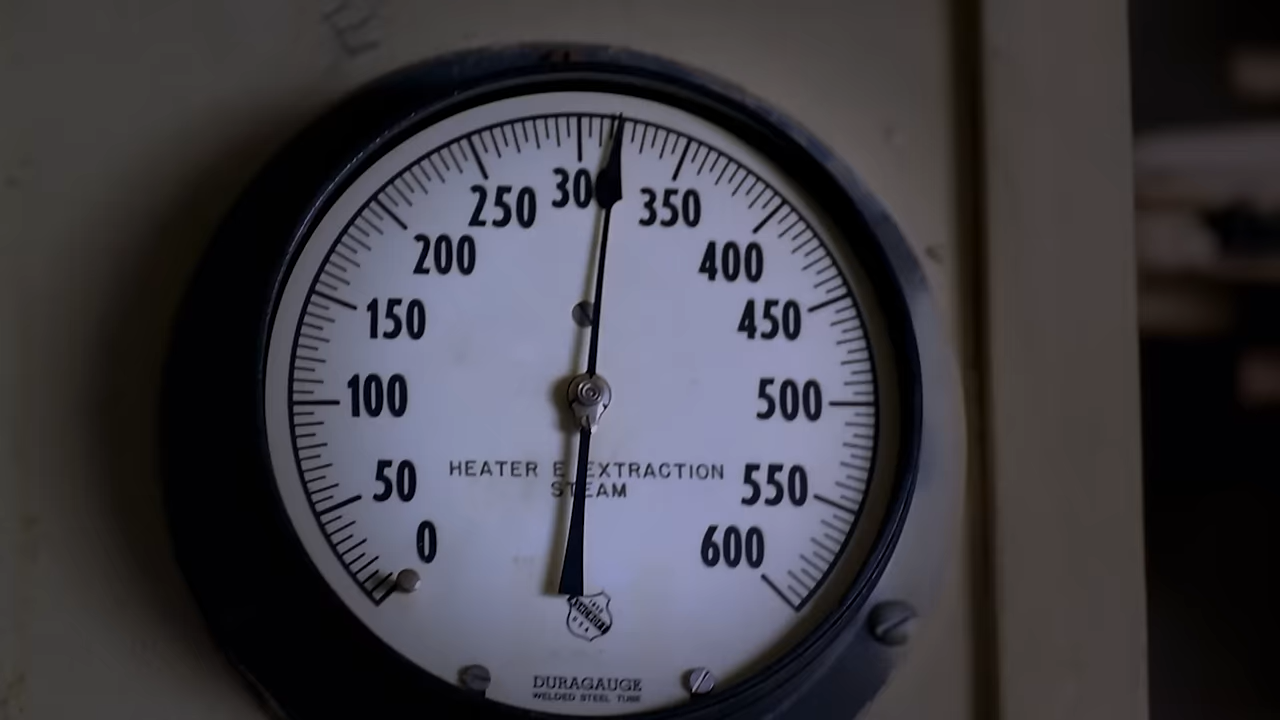 250 30 350
200 400
150 450
100 500
50 550
0 600
HEATER E EXTRACTION
STEAM
U S A
DURAGAUGE
WELDED STEEL TUBE